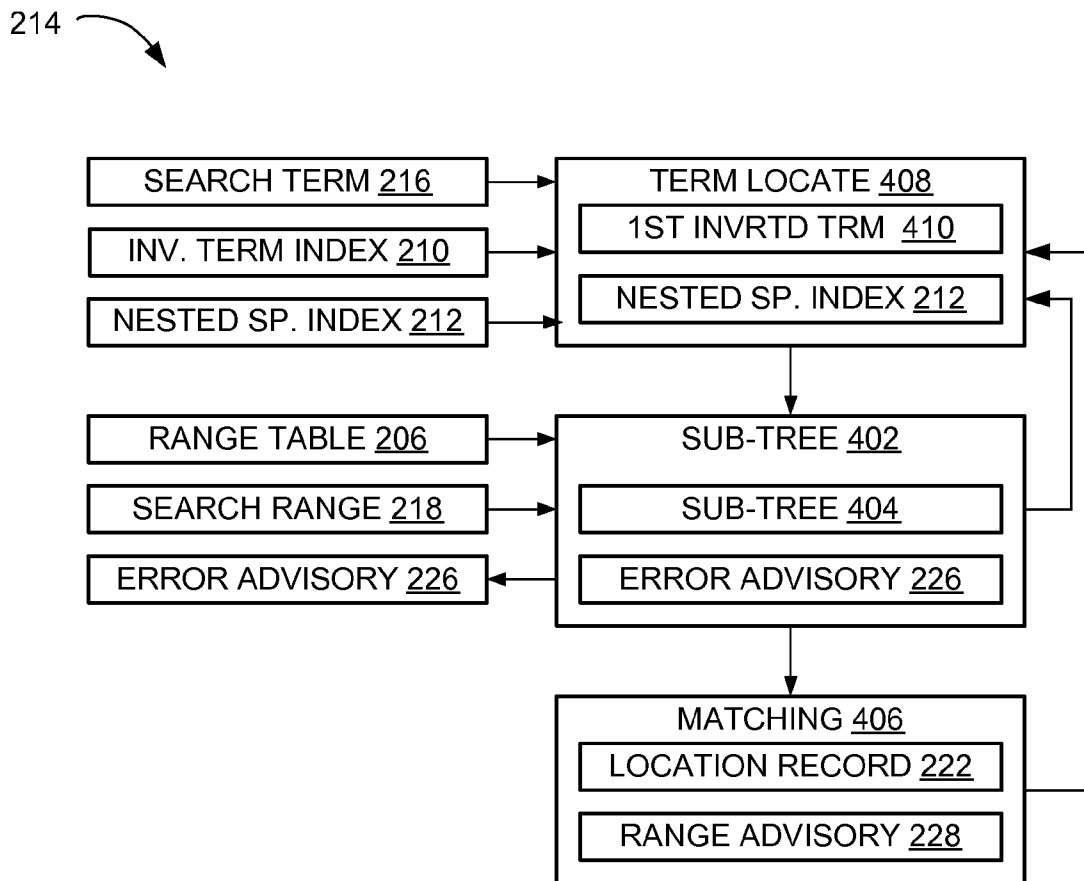 214
SEARCH TERM 216
INV. TERM INDEX 210
NESTED SP. INDEX 212
TERM LOCATE 408
1ST INVRTD TRM 410
NESTED SP. INDEX 212
RANGE TABLE 206
SEARCH RANGE 218
ERROR ADVISORY 226
SUB-TREE 402
SUB-TREE 404
ERROR ADVISORY 226
MATCHING 406
LOCATION RECORD 222
RANGE ADVISORY 228